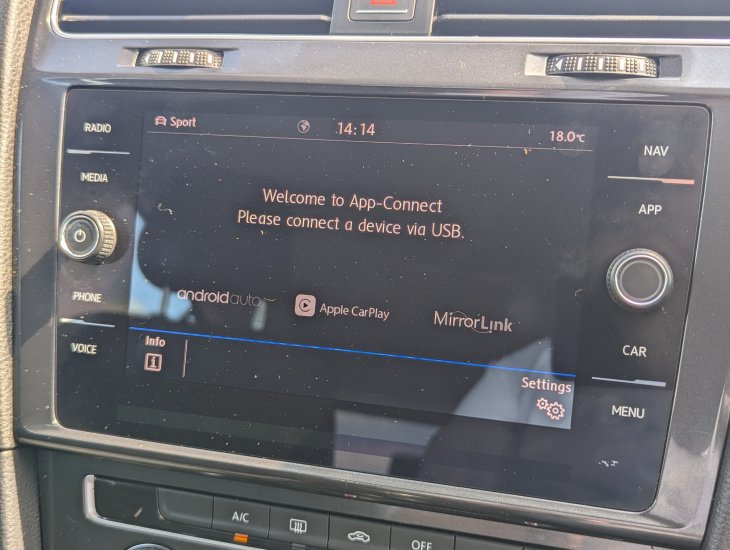 RADIO
MEDIA
PHONE
VOICE
Sport
14:14
18.0°C
Welcome to App-Connect
Please connect a device via USB.
androidauto
Apple CarPlay
MirrorLink
Info
Settings
NAV
APP
CAR
MENU
A/C
OFF